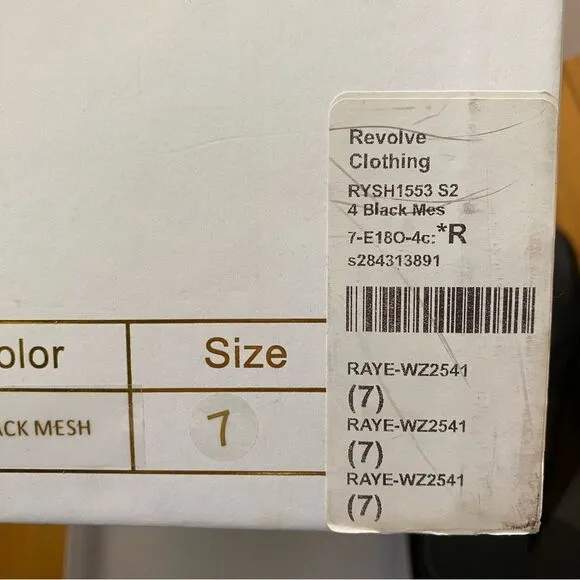 Revolve
Clothing
RYSH1553 S2
4 Black Mes
7-E18O-4c:*R
s284313891
RAYE-WZ2541
(7)
RAYE-WZ2541
(7)
RAYE-WZ2541
(7)
olor Size
ACK MESH 7